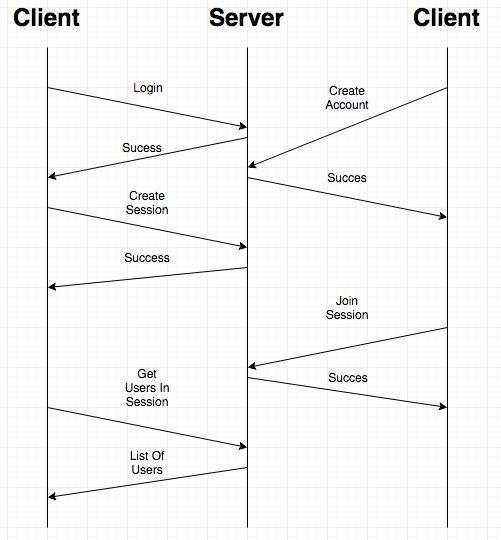 Client
Server
Client
Login
Create
Account
Sucess
Succes
Create
Session
Success
Join
Session
Get
Users In
Session
Succes
List Of
Users